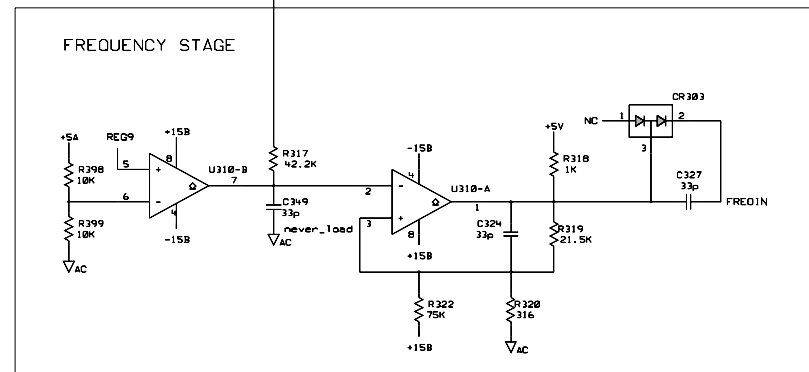 FREQUENCY STAGE
CR303
NC
1
2
3
+5A
REG9
+15B
+5V
-15B
8
5
+
U310-B
7
R317
42.2K
4
R318
1K
C327
33p
R398
10K
6
-
2
-
U310-A
1
FREQIN
R399
10K
4
-15B
C349
33p
never_load
AC
3
+
8
+15B
C324
33p
R319
21.5K
AC
R322
75K
R320
316
+15B
AC